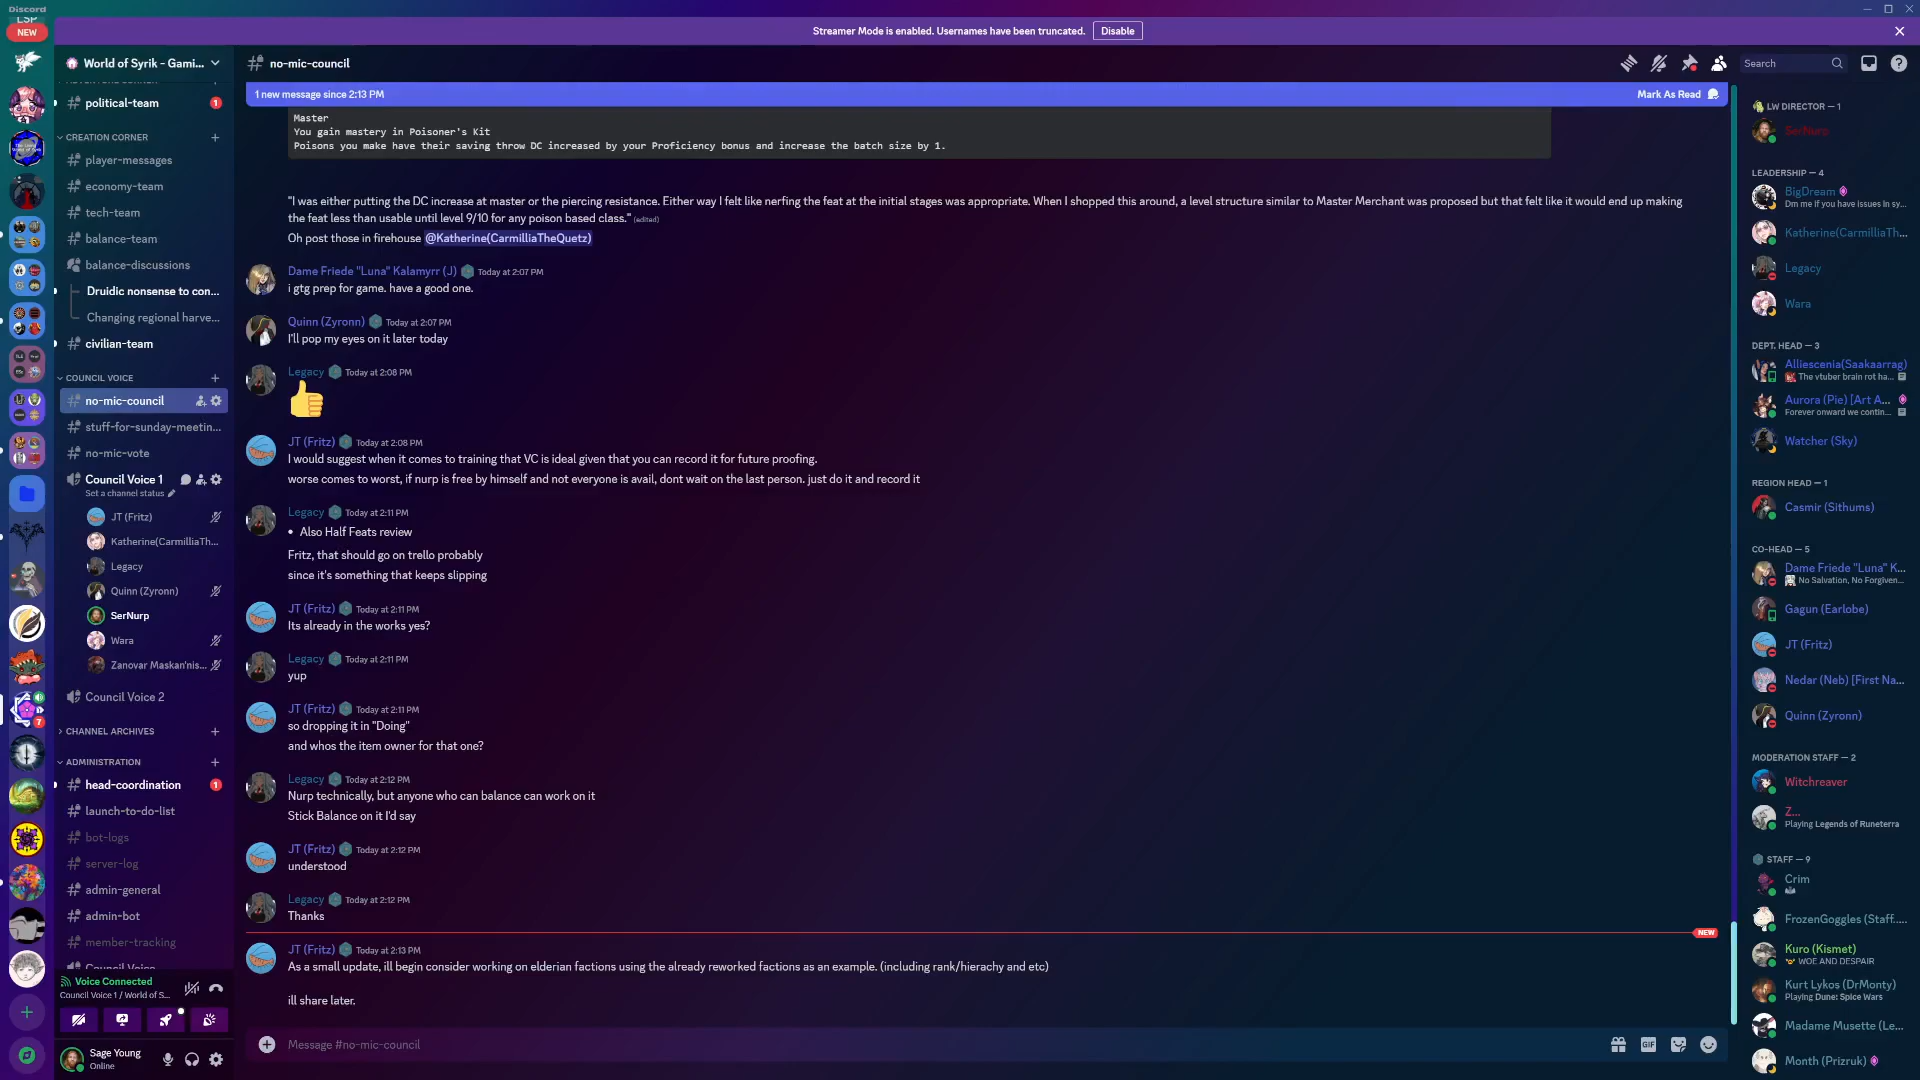 Discord
LSP
NEW
Streamer Mode is enabled. Usernames have been truncated.
Disable
World of Syrik - Gami...
political-team
1
CREATION CORNER
player-messages
economy-team
tech-team
balance-team
balance-discussions
Druidic nonsense to con...
Changing regional harve...
civilian-team
COUNCIL VOICE
no-mic-council
stuff-for-sunday-meetin...
no-mic-vote
Council Voice 1
Set a channel status
JT (Fritz)
Katherine(CarmilliaTh...
Legacy
Quinn (Zyronn)
SerNurp
Wara
Zanovar Maskan'nis...
Council Voice 2
CHANNEL ARCHIVES
ADMINISTRATION
head-coordination
1
launch-to-do-list
bot-logs
server-log
admin-general
admin-bot
member-tracking
Council Voice
7
Voice Connected
Council Voice 1 / World of S...
Sage Young
Online
no-mic-council
Search
1 new message since 2:13 PM
Mark As Read
Master
You gain mastery in Poisoner's Kit
Poisons you make have their saving throw DC increased by your Proficiency bonus and increase the batch size by 1.
"I was either putting the DC increase at master or the piercing resistance. Either way I felt like nerfing the feat at the initial stages was appropriate. When I shopped this around, a level structure similar to Master Merchant was proposed but that felt like it would end up making
the feat less than usable until level 9/10 for any poison based class." (edited)
Oh post those in firehouse @Katherine(CarmilliaTheQuetz)
Dame Friede "Luna" Kalamyrr (J) Today at 2:07 PM
i gtg prep for game. have a good one.
Quinn (Zyronn) Today at 2:07 PM
I'll pop my eyes on it later today
Legacy Today at 2:08 PM
JT (Fritz) Today at 2:08 PM
I would suggest when it comes to training that VC is ideal given that you can record it for future proofing.
worse comes to worst, if nurp is free by himself and not everyone is avail, dont wait on the last person. just do it and record it
Legacy Today at 2:11 PM
• Also Half Feats review
Fritz, that should go on trello probably
since it's something that keeps slipping
JT (Fritz) Today at 2:11 PM
Its already in the works yes?
Legacy Today at 2:11 PM
yup
JT (Fritz) Today at 2:11 PM
so dropping it in "Doing"
and whos the item owner for that one?
Legacy Today at 2:12 PM
Nurp technically, but anyone who can balance can work on it
Stick Balance on it I'd say
JT (Fritz) Today at 2:12 PM
understood
Legacy Today at 2:12 PM
Thanks
NEW
JT (Fritz) Today at 2:13 PM
As a small update, ill begin consider working on elderian factions using the already reworked factions as an example. (including rank/hierachy and etc)
ill share later.
Message #no-mic-council
GIF
LW DIRECTOR — 1
SerNurp
LEADERSHIP — 4
BigDream
Dm me if you have issues In sy...
Katherine(CarmilliaTh...
Legacy
Wara
DEPT. HEAD — 3
Alliescenia(Saakaarrag)
The vtuber brain rot ha...
Aurora (Pie) [Art A...
Forever onward we contin...
Watcher (Sky)
REGION HEAD — 1
Casmir (Sithums)
CO-HEAD — 5
Dame Friede "Luna" K...
No Salvation, No Forgiven...
Gagun (Earlobe)
JT (Fritz)
Nedar (Neb) [First Na...
Quinn (Zyronn)
MODERATION STAFF — 2
Witchreaver
Z...
Playing Legends of Runeterra
STAFF — 9
Crim
FrozenGoggles (Staff....
Kuro (Kismet)
WOE AND DESPAIR
Kurt Lykos (DrMonty)
Playing Dune: Spice Wars
Madame Musette (Le...
Month (Prizruk)